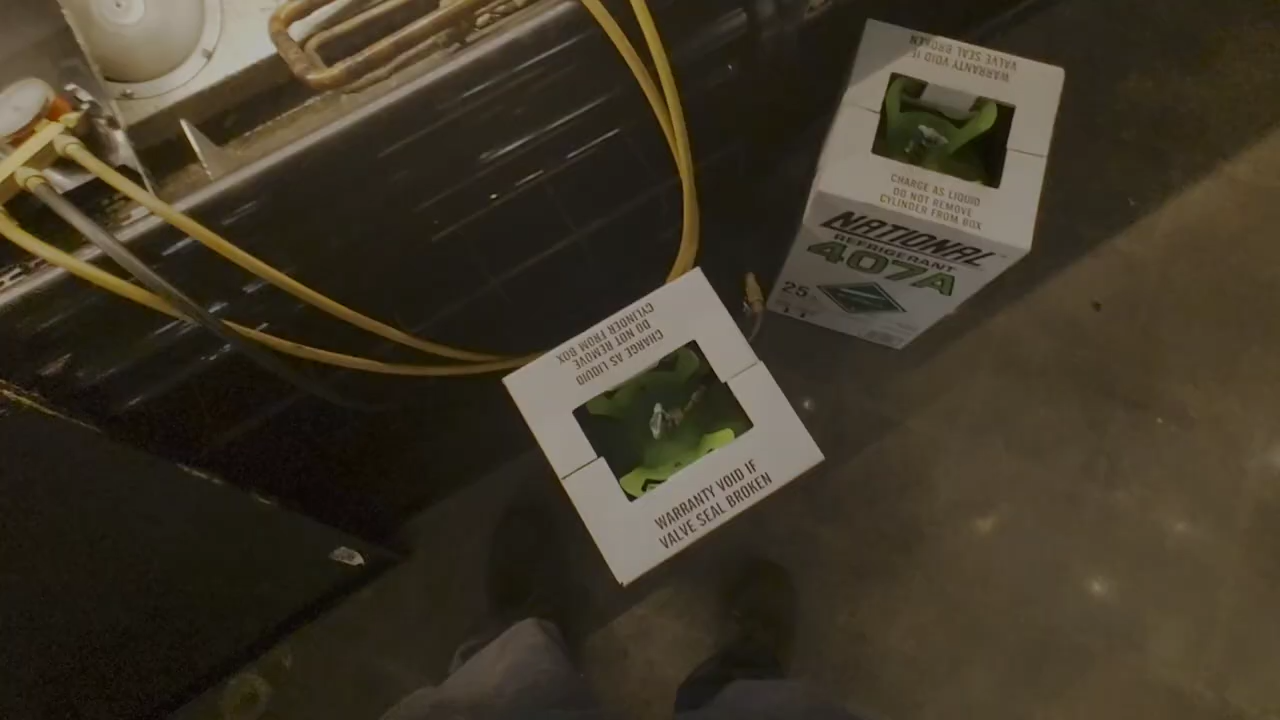 WARRANTY VOID IF
VALVE SEAL BROKEN
CHARGE AS LIQUID
DO NOT REMOVE
CYLINDER FROM BOX
NATIONAL
REFRIGERANT
407A
25
CHARGE AS LIQUID
DO NOT REMOVE
CYLINDER FROM BOX
WARRANTY VOID IF
VALVE SEAL BROKEN